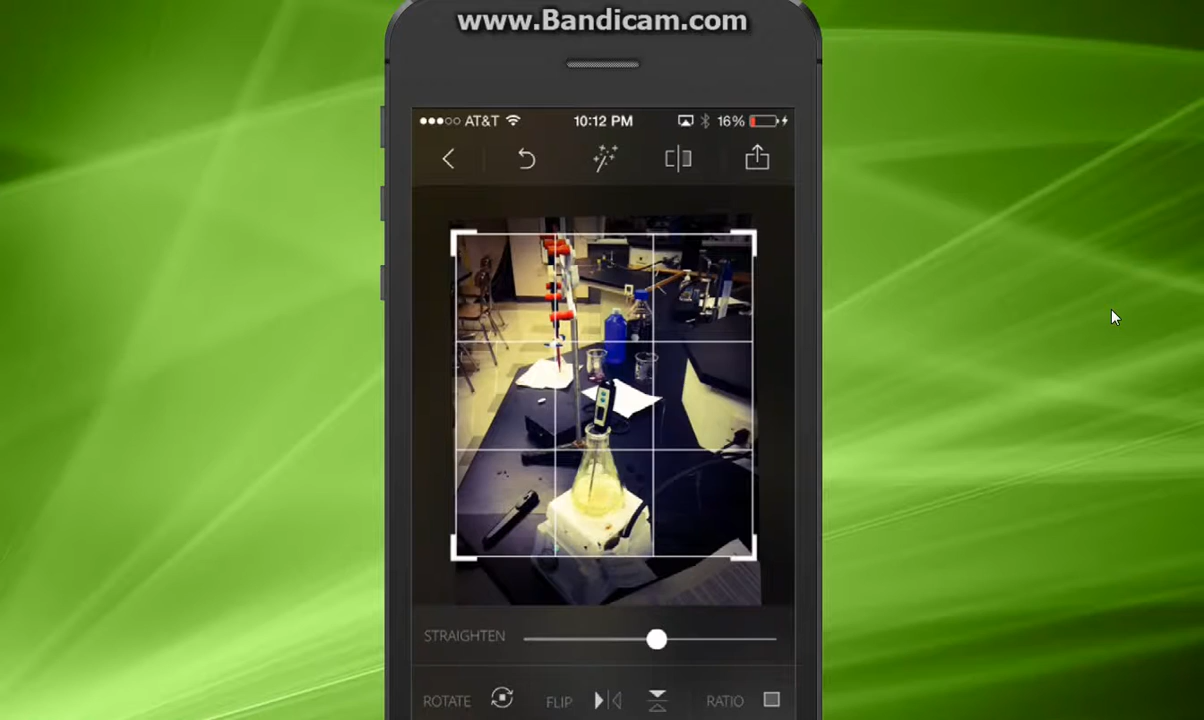 www.Bandicam.com
AT&T 10:12 PM 16%
STRAIGHTEN
ROTATE FLIP RATIO